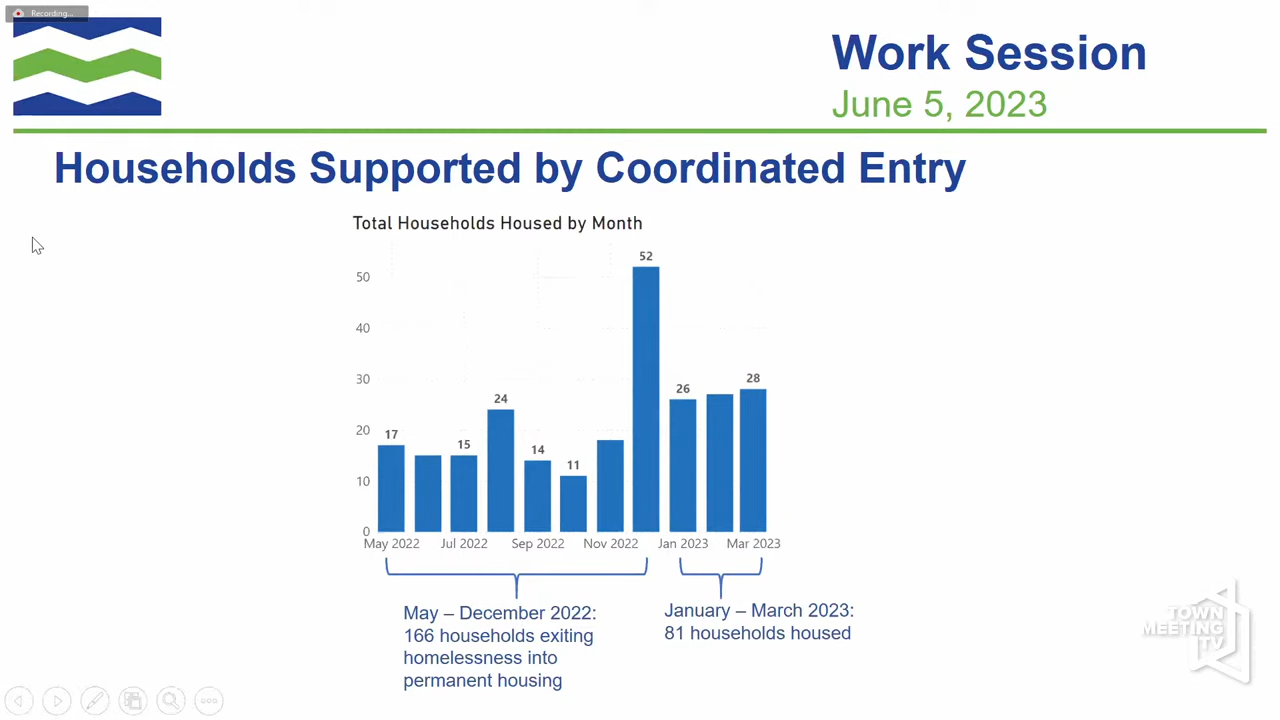 Recording...
Work Session
June 5, 2023
Households Supported by Coordinated Entry
Total Households Housed by Month
50
40
30
20
10
0
17
15
24
14
11
52
26
28
May 2022
Jul 2022
Sep 2022
Nov 2022
Jan 2023
Mar 2023
May – December 2022:
166 households exiting
homelessness into
permanent housing
January – March 2023:
81 households housed
TOWN
MEETING
TV